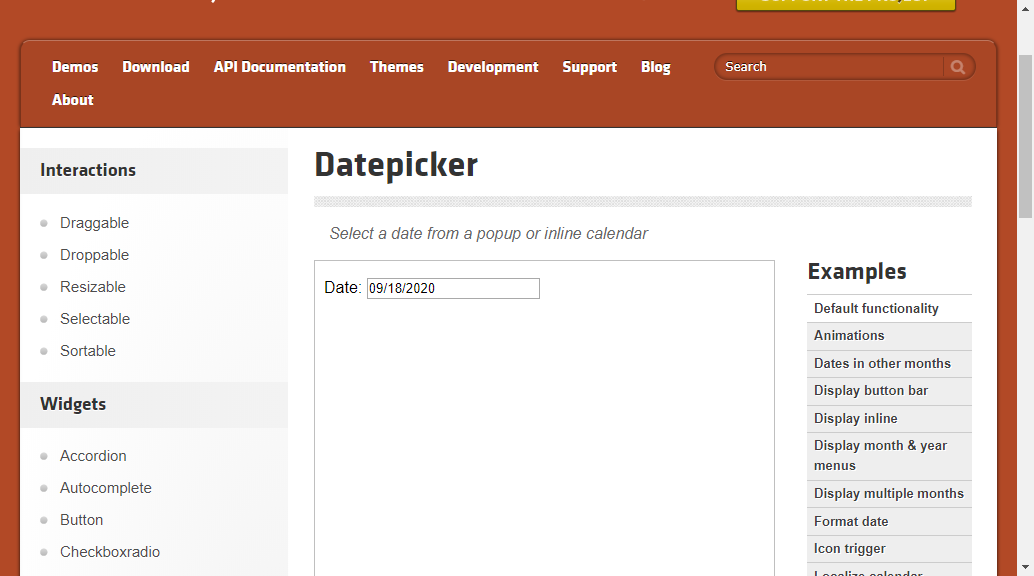 Demos Download API Documentation Themes Development Support Blog
About
Search
Interactions
Draggable
Droppable
Resizable
Selectable
Sortable
Widgets
Accordion
Autocomplete
Button
Checkboxradio
Datepicker
Select a date from a popup or inline calendar
Date: 09/18/2020
Examples
Default functionality
Animations
Dates in other months
Display button bar
Display inline
Display month & year
menus
Display multiple months
Format date
Icon trigger
Localize calendar